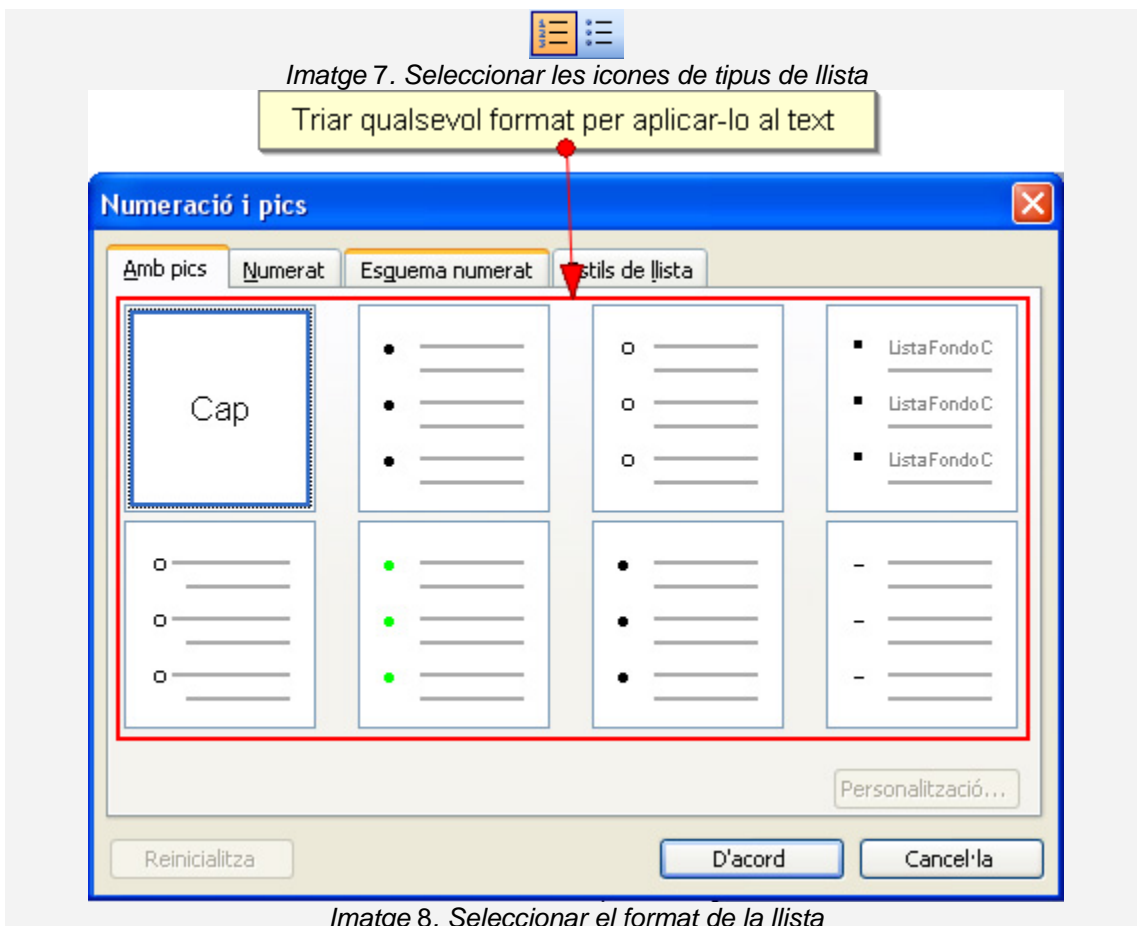 Imatge 7. Seleccionar les icones de tipus de llista
Triar qualsevol format per aplicar-lo al text
Numeració i pics
Amb pics Numerat Esquema numerat stils de llista
Cap
ListaFondoC
ListaFondoC
ListaFondoC
Personalització...
Reinicialitza D'acord Cancel·la
Imatge 8. Seleccionar el format de la llista